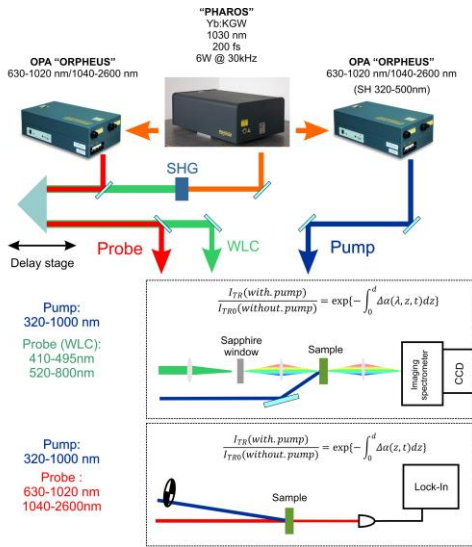 “PHAROS”
Yb:KGW
1030 nm
200 fs
6W @ 30kHz
OPA “ORPHEUS”
630-1020 nm/1040-2600 nm
OPA “ORPHEUS”
630-1020 nm/1040-2600 nm
(SH 320-500nm)
SHG
Probe
WLC
Pump
Delay stage
Pump:
320-1000 nm
Probe (WLC):
410-495nm
520-800nm
I_TR(with.pump)/I_TR0(without.pump) = exp{−∫₀ᵈ Δα(λ, z, t)dz}
Sapphire
window
Sample
Imaging
spectrometer
CCD
Pump:
320-1000 nm
Probe :
630-1020 nm
1040-2600nm
I_TR(with.pump)/I_TR0(without.pump) = exp{−∫₀ᵈ Δα(z, t)dz}
Sample
Lock-In